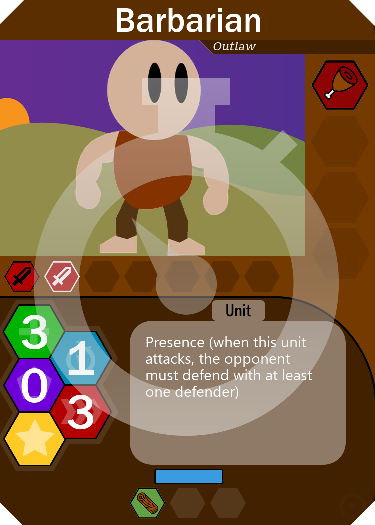 Barbarian
Outlaw
Unit
3
1
0
3
Presence (when this unit
attacks, the opponent
must defend with at least
one defender)